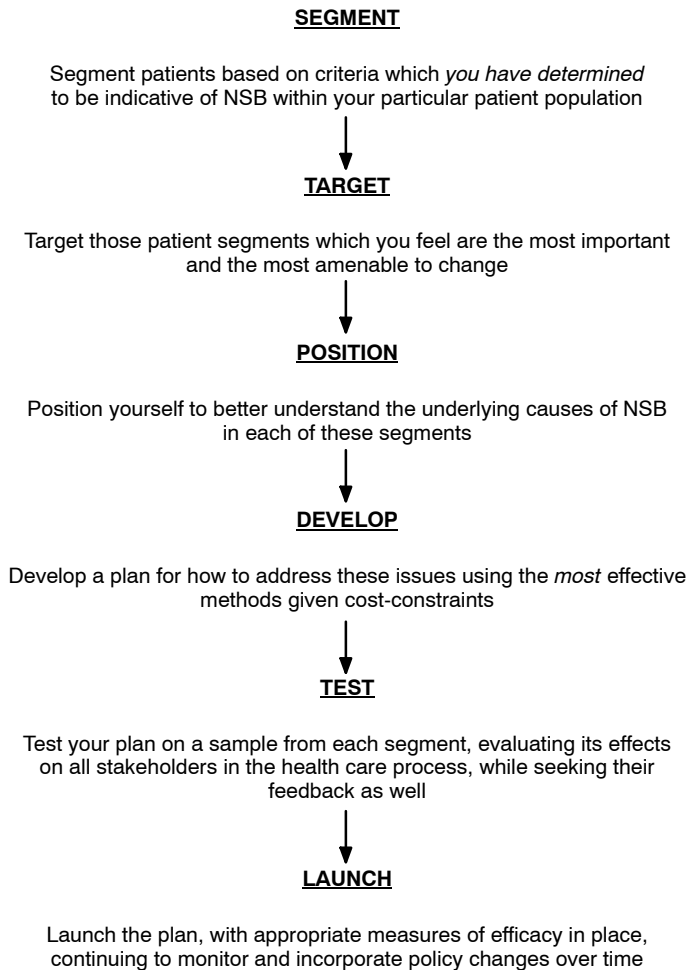 SEGMENT
Segment patients based on criteria which you have determined
to be indicative of NSB within your particular patient population
TARGET
Target those patient segments which you feel are the most important
and the most amenable to change
POSITION
Position yourself to better understand the underlying causes of NSB
in each of these segments
DEVELOP
Develop a plan for how to address these issues using the most effective
methods given cost-constraints
TEST
Test your plan on a sample from each segment, evaluating its effects
on all stakeholders in the health care process, while seeking their
feedback as well
LAUNCH
Launch the plan, with appropriate measures of efficacy in place,
continuing to monitor and incorporate policy changes over time